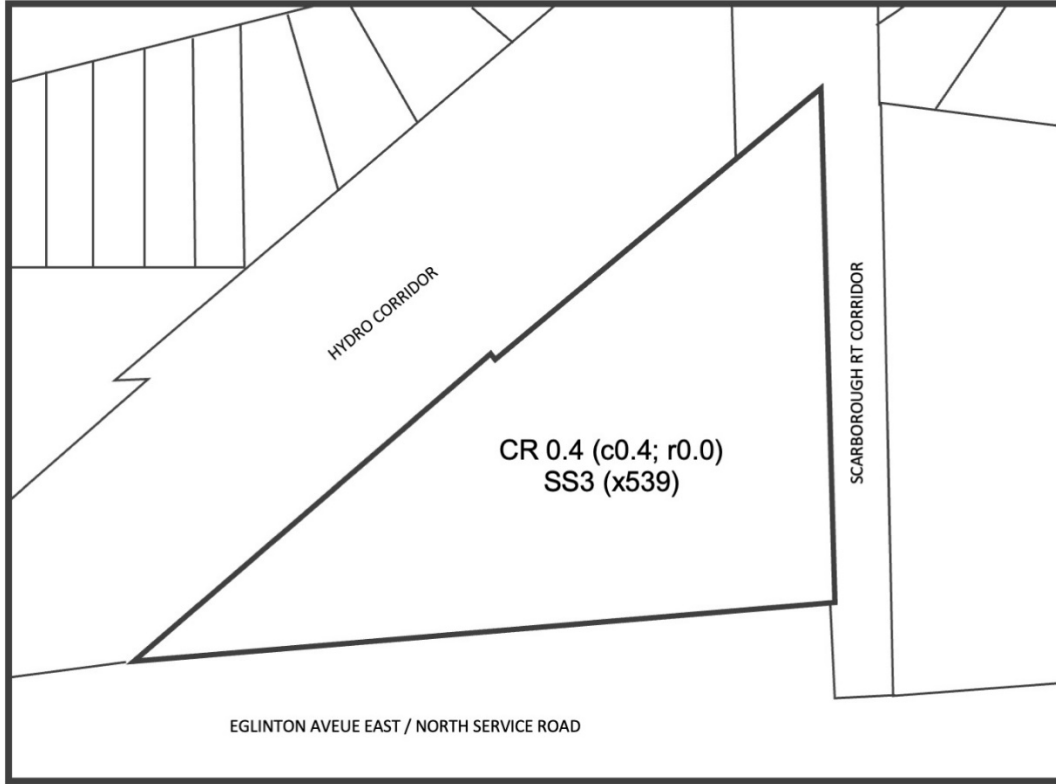 HYDRO CORRIDOR
SCARBOROUGH RT CORRIDOR
CR 0.4 (c0.4; r0.0)
SS3 (x539)
EGLINTON AVEUE EAST / NORTH SERVICE ROAD